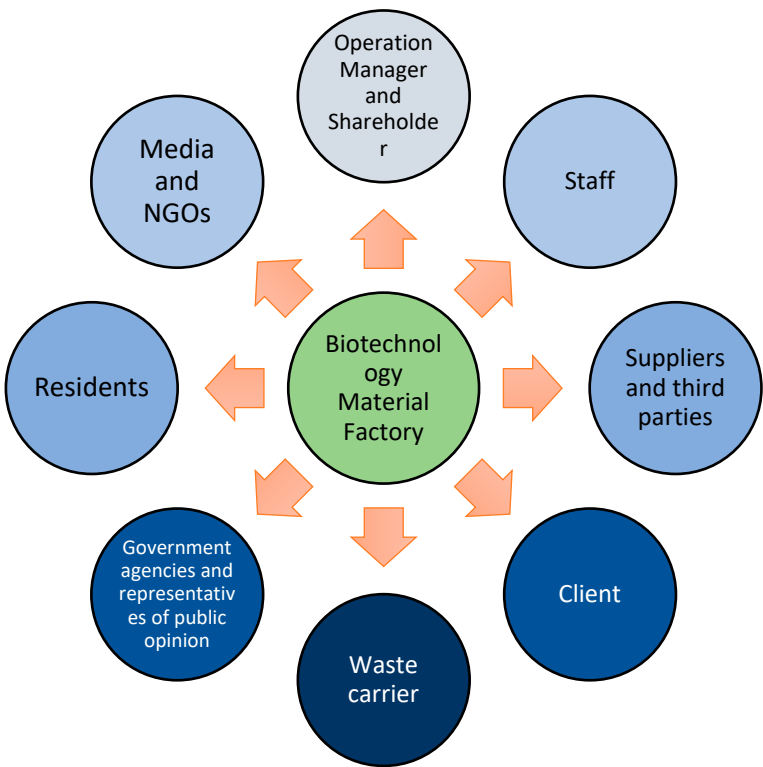 Operation
Manager
and
Shareholde
r
Media
and
NGOs
Staff
Biotechnol
ogy
Material
Factory
Residents
Suppliers
and third
parties
Government
agencies and
representativ
es of public
opinion
Client
Waste
carrier